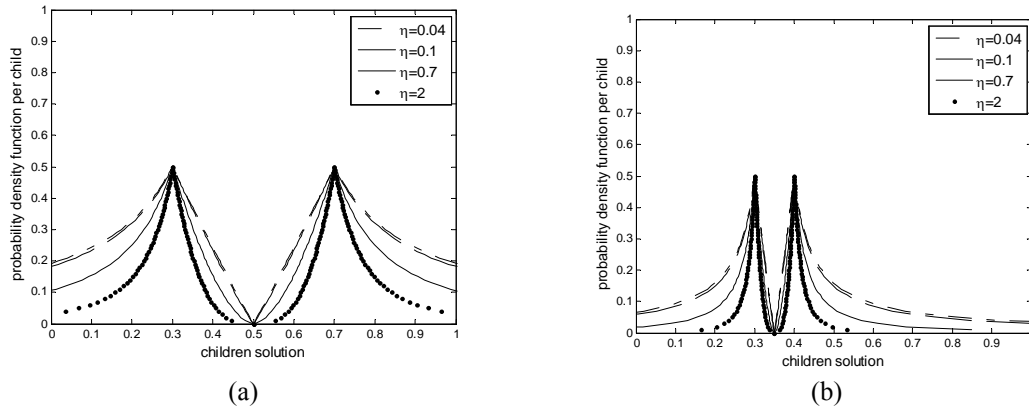 1
0.9
0.8
0.7
0.6
0.5
0.4
0.3
0.2
0.1
0
probability density function per child
0 0.1 0.2 0.3 0.4 0.5 0.6 0.7 0.8 0.9 1
children solution
η=0.04
η=0.1
η=0.7
η=2
(a)
1
0.9
0.8
0.7
0.6
0.5
0.4
0.3
0.2
0.1
0
probability density function per child
0 0.1 0.2 0.3 0.4 0.5 0.6 0.7 0.8 0.9
children solution
η=0.04
η=0.1
η=0.7
η=2
(b)